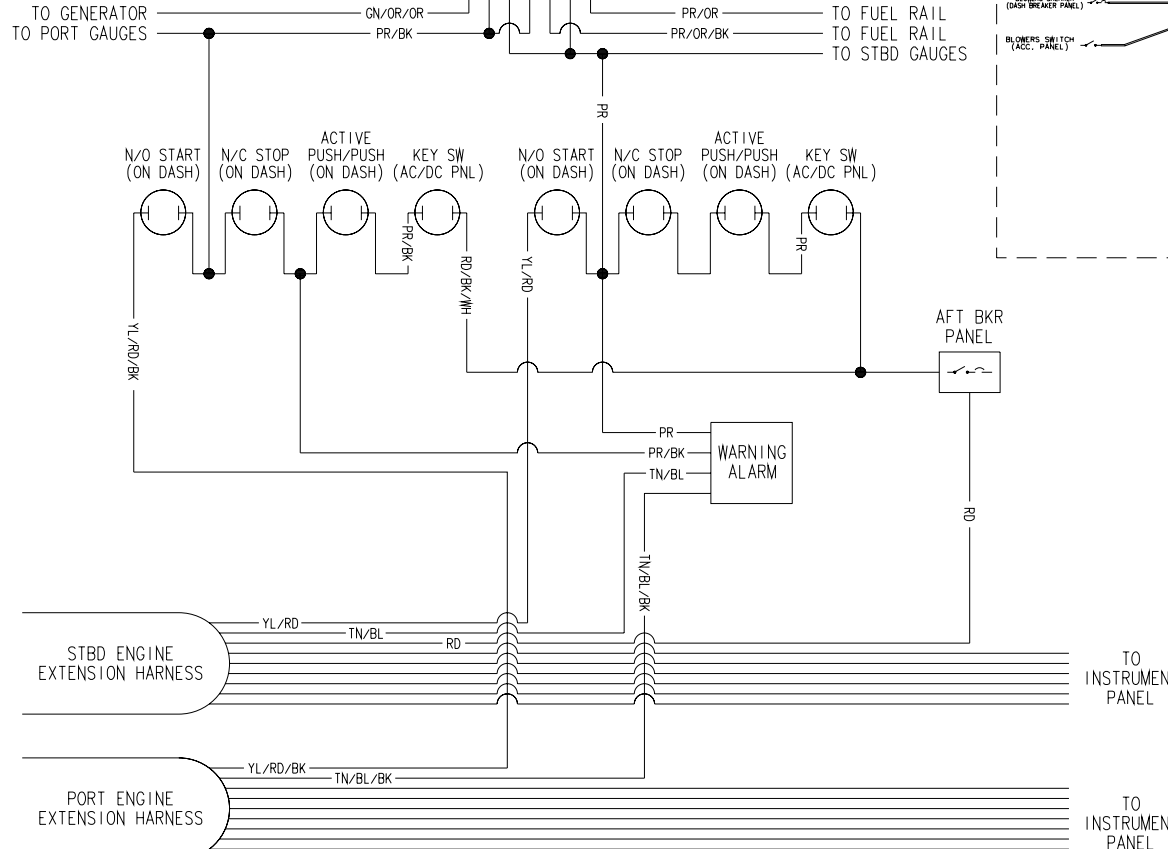 TO GENERATOR
GN/OR/OR
PR/OR
TO FUEL RAIL
TO PORT GAUGES
PR/BK
PR/OR/BK
TO FUEL RAIL
TO STBD GAUGES
(DASH BREAKER PANEL)
BLOWERS SWITCH
(ACC. PANEL)
PR
N/O START
(ON DASH)
N/C STOP
(ON DASH)
ACTIVE
PUSH/PUSH
(ON DASH)
KEY SW
(AC/DC PNL)
N/O START
(ON DASH)
N/C STOP
(ON DASH)
ACTIVE
PUSH/PUSH
(ON DASH)
KEY SW
(AC/DC PNL)
PR/BK
RD/BK/WH
YL/RD
PR
YL/RD/BK
AFT BKR
PANEL
PR
PR/BK
TN/BL
WARNING
ALARM
RD
TN/BL/BK
YL/RD
TN/BL
RD
STBD ENGINE
EXTENSION HARNESS
TO
INSTRUMEN
PANEL
YL/RD/BK
TN/BL/BK
PORT ENGINE
EXTENSION HARNESS
TO
INSTRUMEN
PANEL